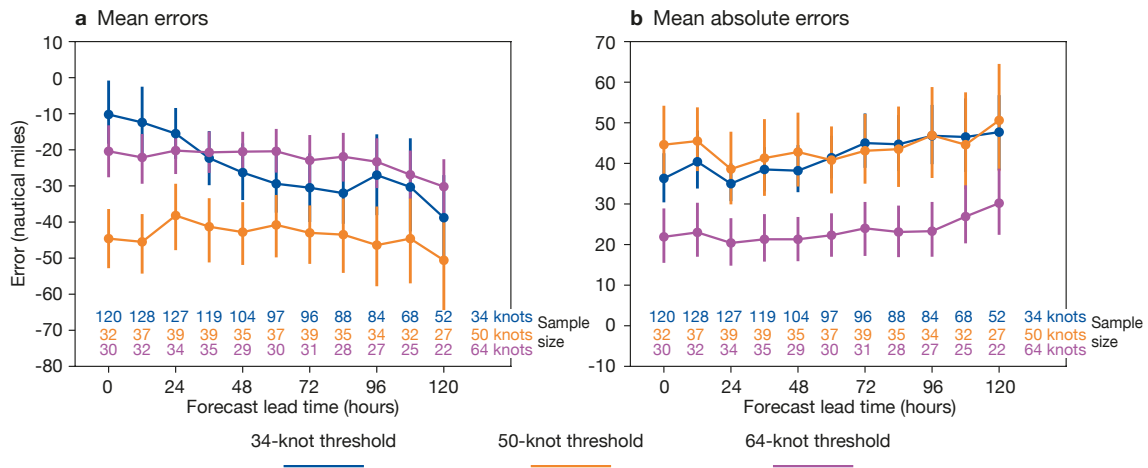 a Mean errors
10
0
-10
-20
-30
-40
-50
-60
-70
-80
Error (nautical miles)
120 128 127 119 104 97 96 88 84 68 52 34 knots
32 37 39 39 35 37 39 35 34 32 27 50 knots
30 32 34 35 29 30 31 28 27 25 22 64 knots
Sample
size
0 24 48 72 96 120
Forecast lead time (hours)
b Mean absolute errors
70
60
50
40
30
20
10
0
-10
120 128 127 119 104 97 96 88 84 68 52 34 knots
32 37 39 39 35 37 39 35 34 32 27 50 knots
30 32 34 35 29 30 31 28 27 25 22 64 knots
Sample
size
0 24 48 72 96 120
Forecast lead time (hours)
34-knot threshold 50-knot threshold 64-knot threshold